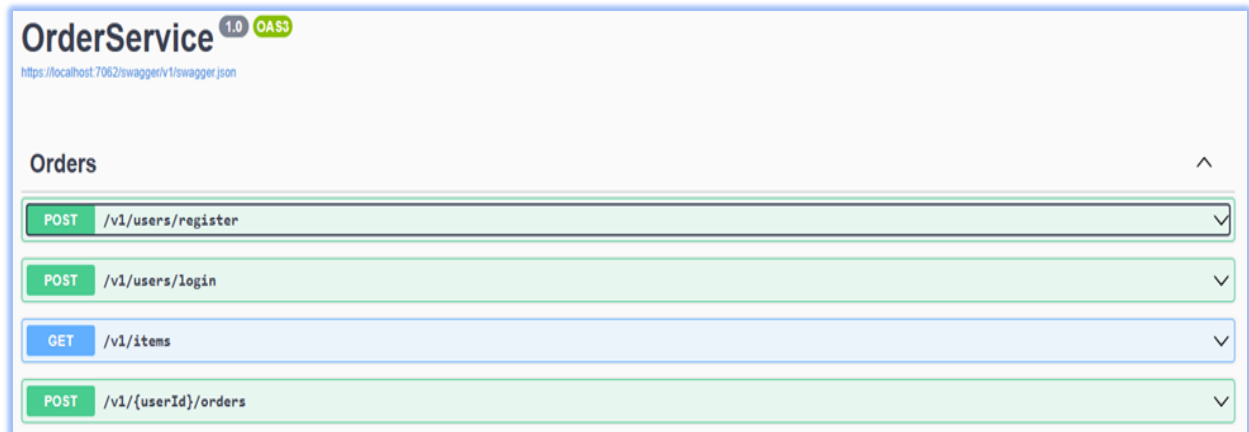 OrderService 1.0 OAS3
https://localhost:7062/swagger/v1/swagger.json
Orders
POST /v1/users/register
POST /v1/users/login
GET /v1/items
POST /v1/{userId}/orders